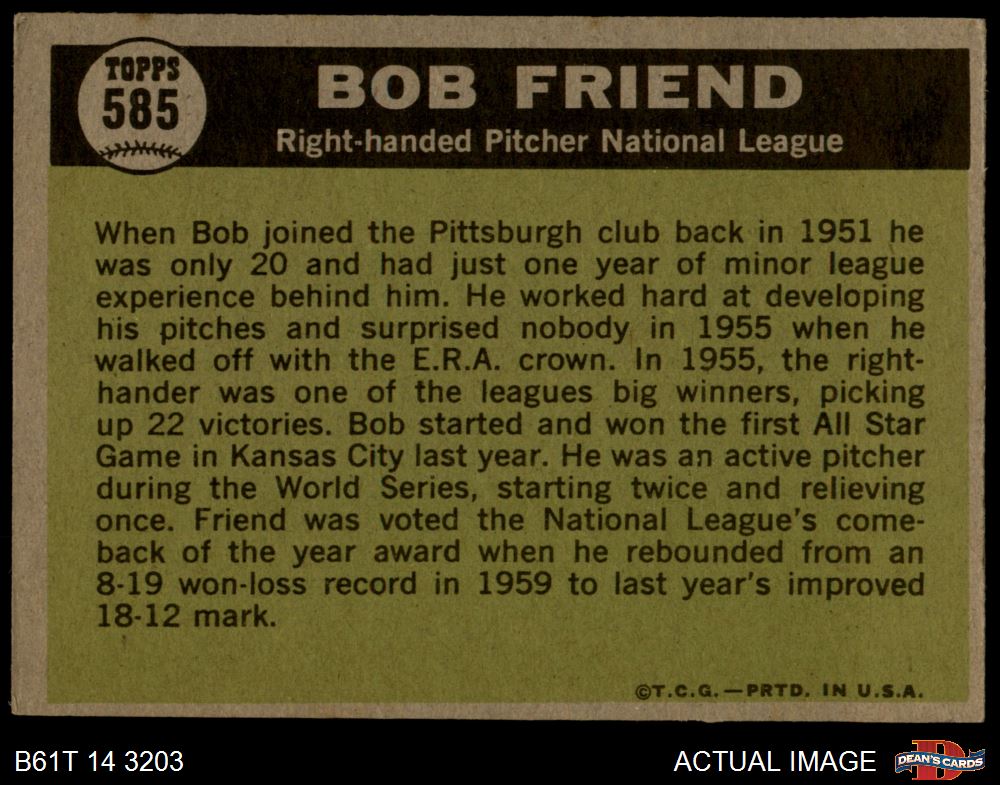 TOPPS
585
BOB FRIEND
Right-handed Pitcher National League
When Bob joined the Pittsburgh club back in 1951 he
was only 20 and had just one year of minor league
experience behind him. He worked hard at developing
his pitches and surprised nobody in 1955 when he
walked off with the E.R.A. crown. In 1955, the right-
hander was one of the leagues big winners, picking
up 22 victories. Bob started and won the first All Star
Game in Kansas City last year. He was an active pitcher
during the World Series, starting twice and relieving
once. Friend was voted the National League's come-
back of the year award when he rebounded from an
8-19 won-loss record in 1959 to last year's improved
18-12 mark.
©T.C.G.—PRTD. IN U.S.A.
B61T 14 3203
ACTUAL IMAGE
D
DEAN'S CARDS